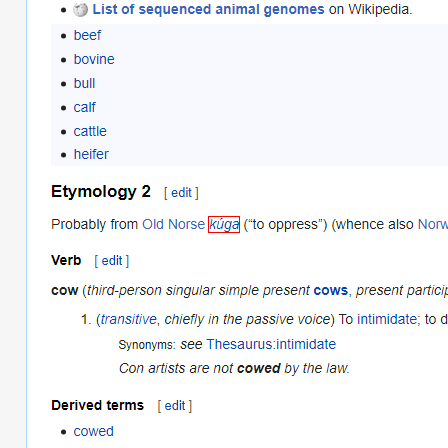 List of sequenced animal genomes on Wikipedia.
beef
bovine
bull
calf
cattle
heifer
Etymology 2 [ edit ]
Probably from Old Norse kúga (“to oppress”) (whence also Norw
Verb [ edit ]
cow (third-person singular simple present cows, present particip
1. (transitive, chiefly in the passive voice) To intimidate; to d
Synonyms: see Thesaurus:intimidate
Con artists are not cowed by the law.
Derived terms [ edit ]
cowed